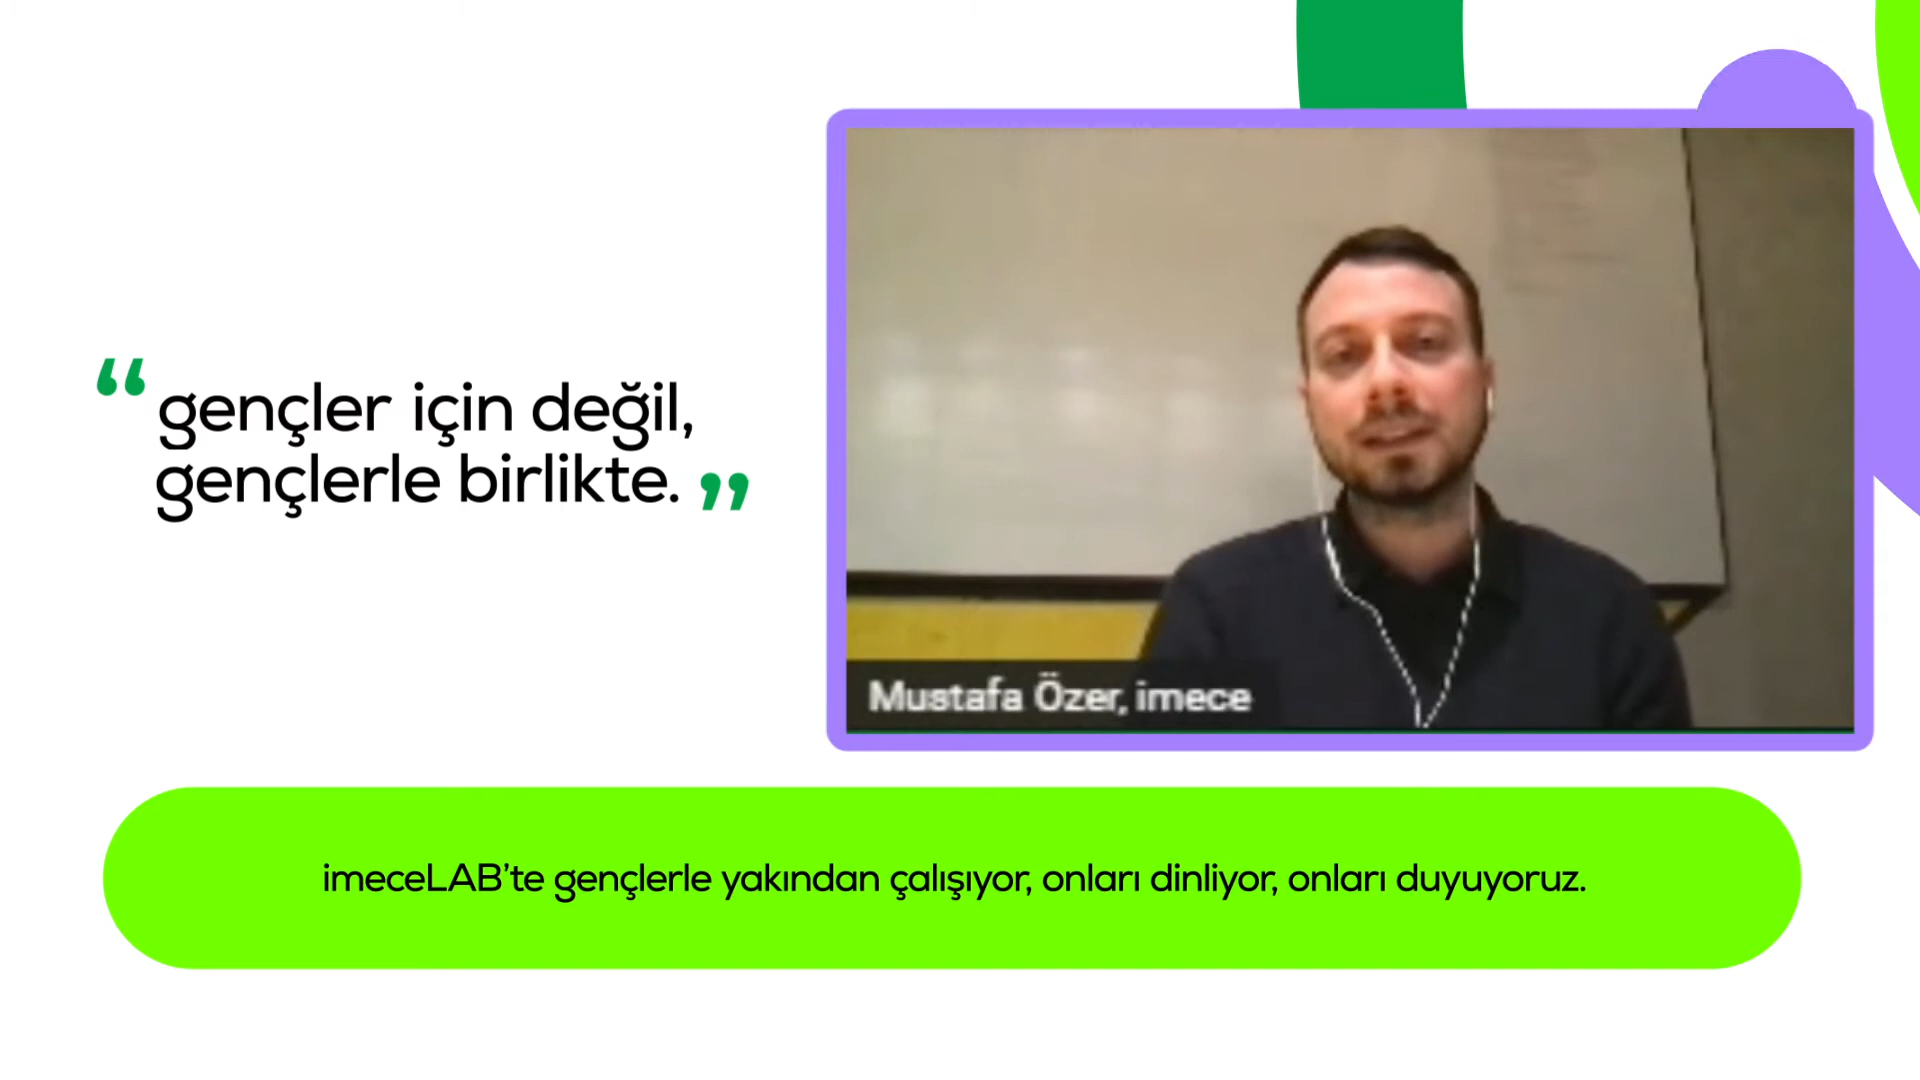 “gençler için değil,
gençlerle birlikte.”
Mustafa Özer, imece
imeceLAB’te gençlerle yakından çalışıyor, onları dinliyor, onları duyuyoruz.